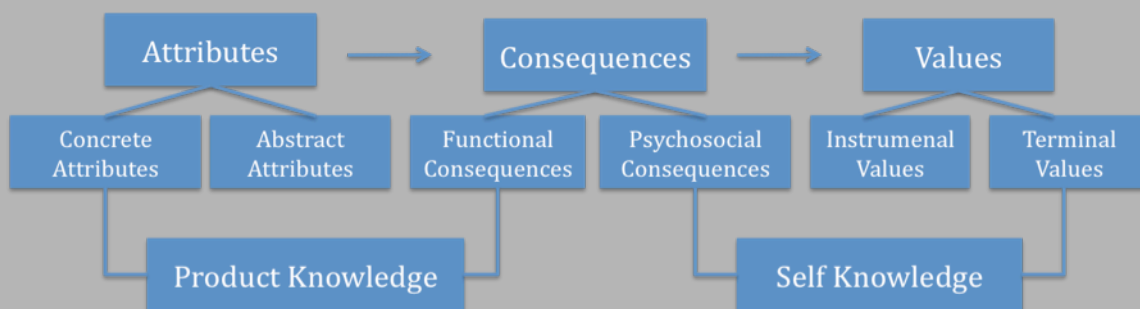 Attributes
Consequences
Values
Concrete
Attributes
Abstract
Attributes
Functional
Consequences
Psychosocial
Consequences
Instrumenal
Values
Terminal
Values
Product Knowledge
Self Knowledge